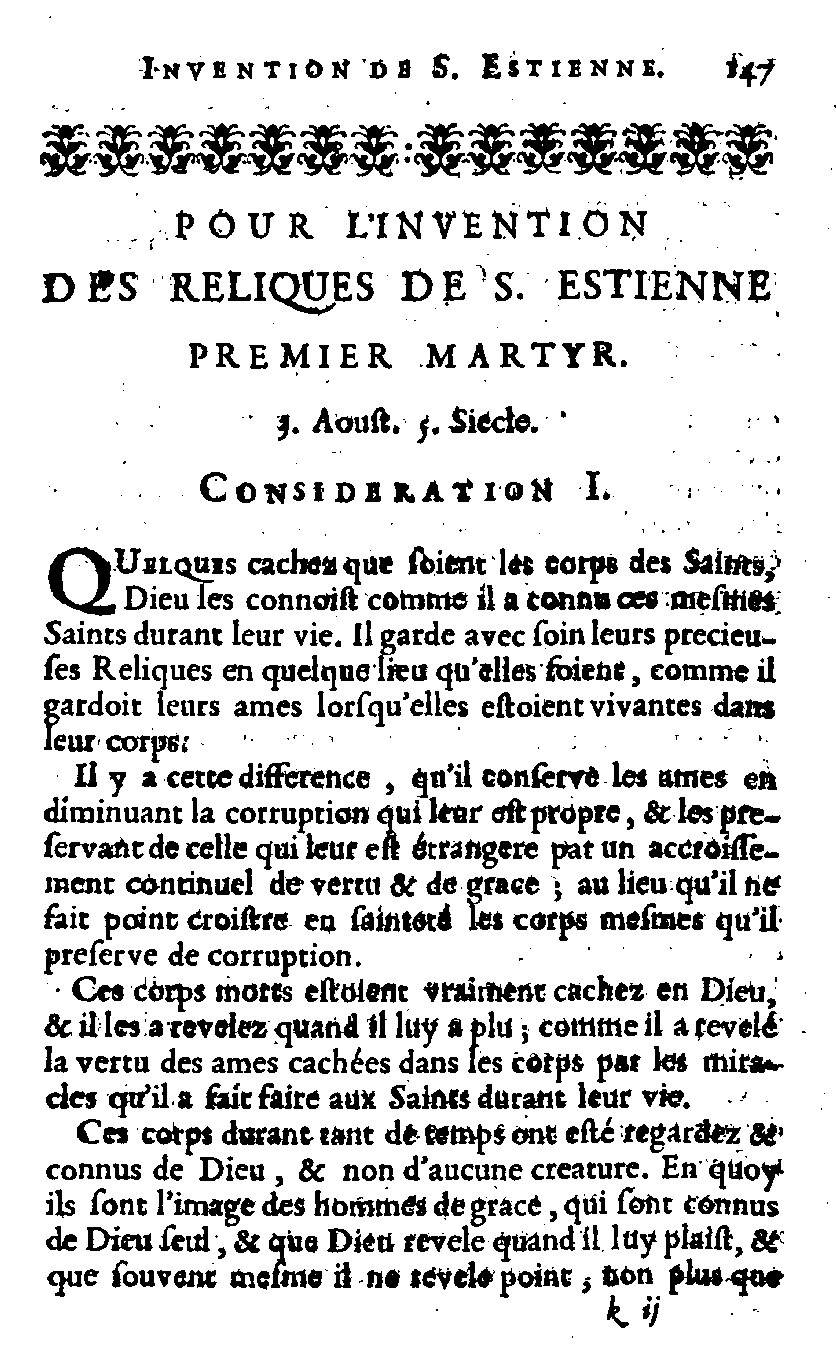 INVENTION DE S. ESTIENNE. 147
POUR L'INVENTION
DES RELIQUES DE S. ESTIENNE
PREMIER MARTYR.
3. Aouſt. 5. Siecle.
CONSIDERATION I.
QUELQUES cachez que ſoient les corps des Saints,
Dieu les connoiſt comme il a connu ces meſmes
Saints durant leur vie. Il garde avec ſoin leurs precieu-
ſes Reliques en quelque lieu qu'elles ſoient, comme il
gardoit leurs ames lorſqu'elles eſtoient vivantes dans
leur corps.
Il y a cette difference, qu'il conſerve les ames en
diminuant la corruption qui leur eſt propre, & les pre-
ſervant de celle qui leur eſt étrangere par un accroiſſe-
ment continuel de vertu & de grace ; au lieu qu'il ne
fait point croiſtre en ſainteté les corps meſmes qu'il
preſerve de corruption.
Ces corps morts eſtoient vraiment cachez en Dieu,
& il les a revelez quand il luy a plu ; comme il a revelé
la vertu des ames cachées dans les corps par les mira-
cles qu'il a fait faire aux Saints durant leur vie.
Ces corps durant tant de temps ont eſté regardez &
connus de Dieu, & non d'aucune creature. En quoy
ils ſont l'image des hommes de grace, qui ſont connus
de Dieu ſeul, & que Dieu revele quand il luy plaiſt, &
que ſouvent meſme il ne revele point, non plus que
k ij